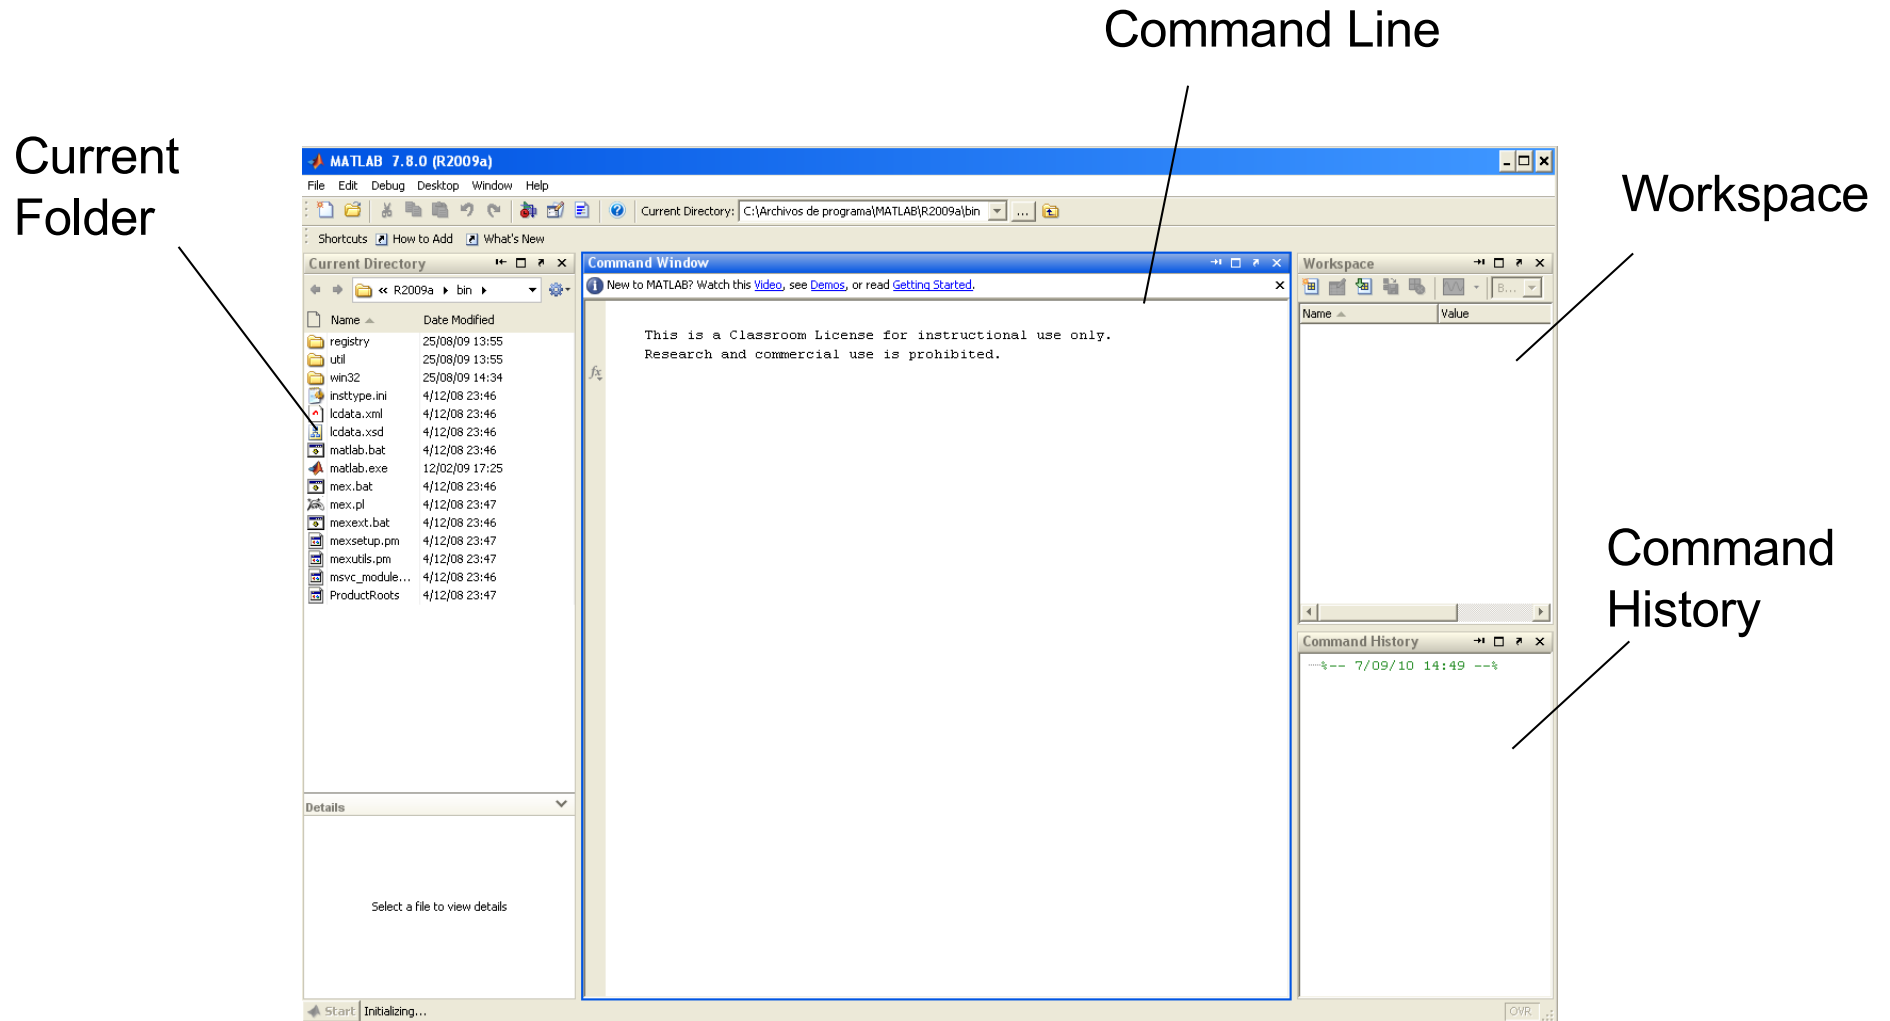 Command Line
Current
Folder
Workspace
Command
History
MATLAB 7.8.0 (R2009a)
File Edit Debug Desktop Window Help
Current Directory: C:\Archivos de programa\MATLAB\R2009a\bin ...
Shortcuts How to Add What's New
Current Directory
« R2009a bin
Name Date Modified
registry 25/08/09 13:55
util 25/08/09 13:55
win32 25/08/09 14:34
insttype.ini 4/12/08 23:46
lcdata.xml 4/12/08 23:46
lcdata.xsd 4/12/08 23:46
matlab.bat 4/12/08 23:46
matlab.exe 12/02/09 17:25
mex.bat 4/12/08 23:46
mex.pl 4/12/08 23:47
mexext.bat 4/12/08 23:46
mexsetup.pm 4/12/08 23:47
mexutils.pm 4/12/08 23:47
msvc_module... 4/12/08 23:46
ProductRoots 4/12/08 23:47
Details
Select a file to view details
Command Window
New to MATLAB? Watch this Video, see Demos, or read Getting Started.
This is a Classroom License for instructional use only.
Research and commercial use is prohibited.
fx
Workspace
B...
Name Value
Command History
%-- 7/09/10 14:49 --%
Start Initializing...
OVR